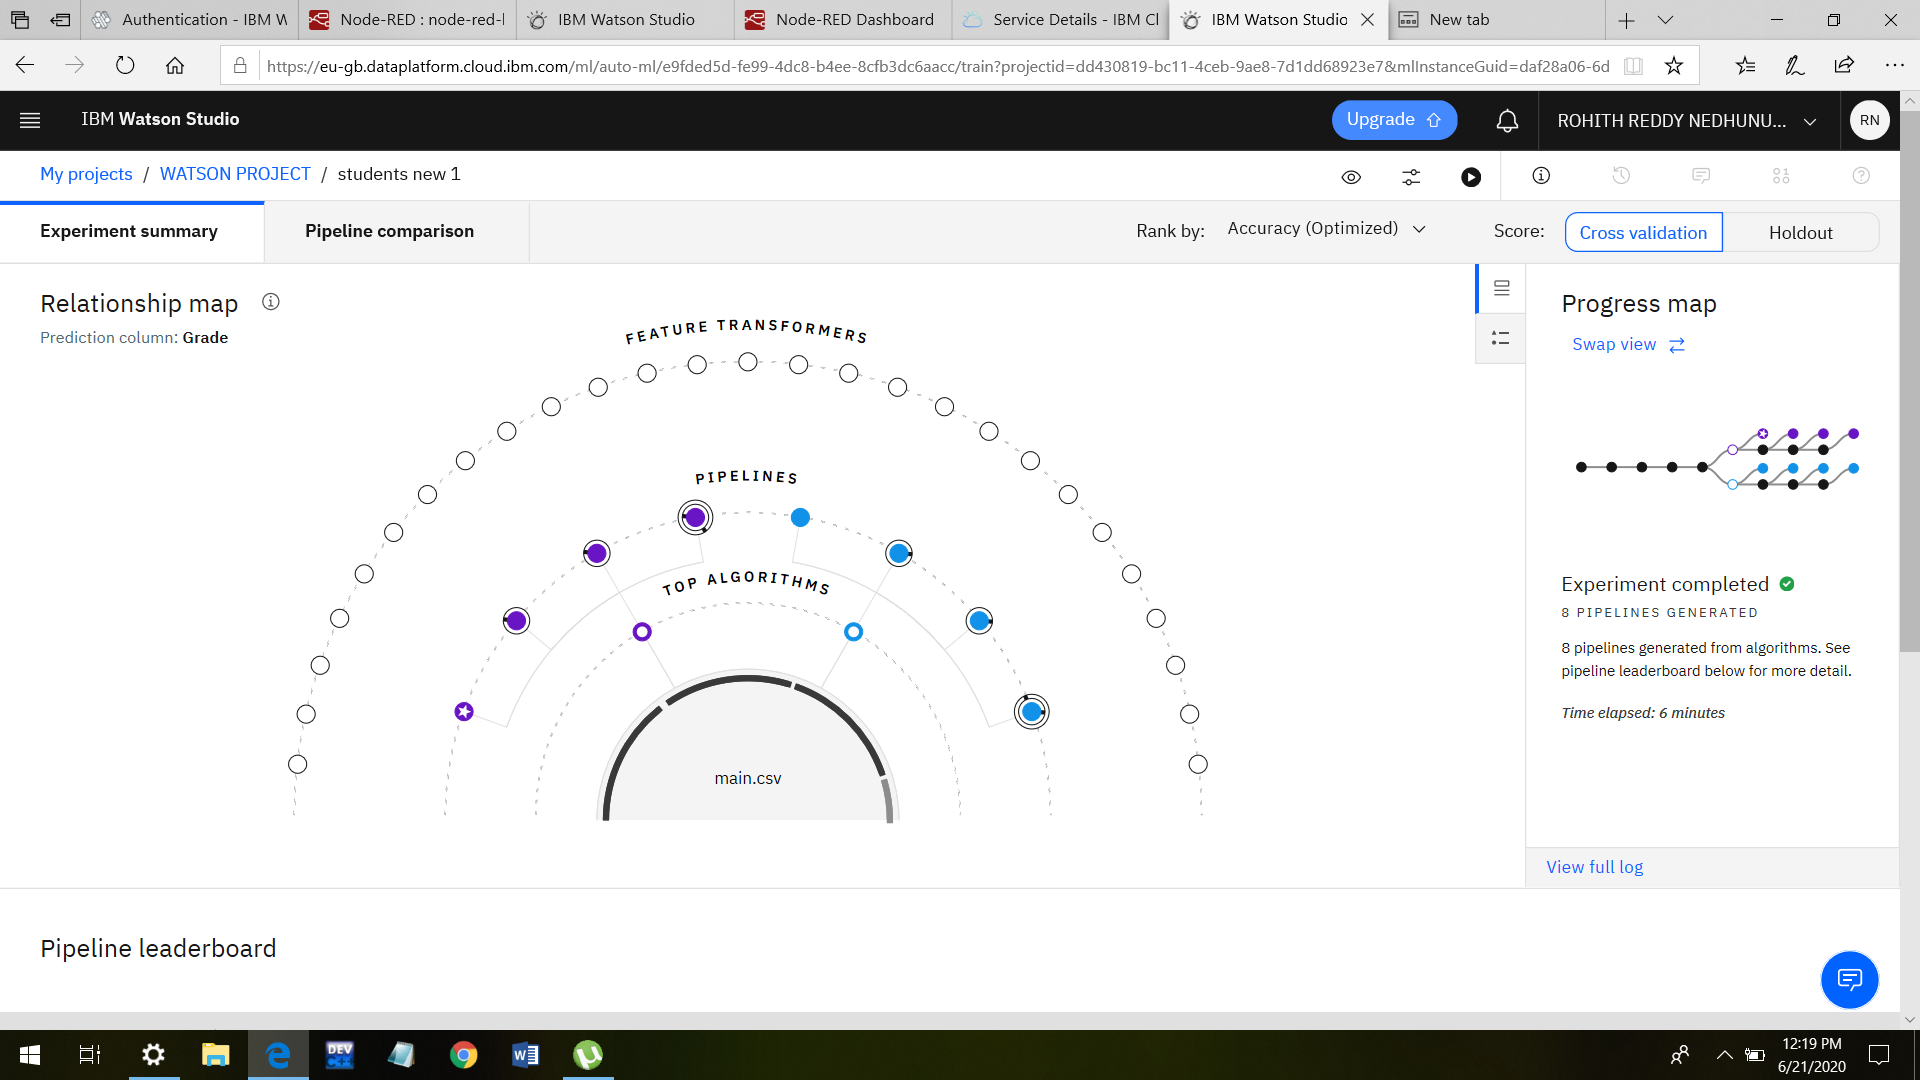 Authentication - IBM W
Node-RED : node-red-l
IBM Watson Studio
Node-RED Dashboard
Service Details - IBM Cl
IBM Watson Studio
New tab
https://eu-gb.dataplatform.cloud.ibm.com/ml/auto-ml/e9fded5d-fe99-4dc8-b4ee-8cfb3dc6aacc/train?projectid=dd430819-bc11-4ceb-9ae8-7d1dd68923e7&mlInstanceGuid=daf28a06-6d
IBM Watson Studio
Upgrade
ROHITH REDDY NEDHUNU...
RN
My projects / WATSON PROJECT / students new 1
Experiment summary
Pipeline comparison
Rank by: Accuracy (Optimized)
Score: Cross validation Holdout
Relationship map
Prediction column: Grade
FEATURE TRANSFORMERS
PIPELINES
TOP ALGORITHMS
main.csv
Progress map
Swap view
Experiment completed
8 PIPELINES GENERATED
8 pipelines generated from algorithms. See
pipeline leaderboard below for more detail.
Time elapsed: 6 minutes
View full log
Pipeline leaderboard
DEV
C++
12:19 PM
6/21/2020